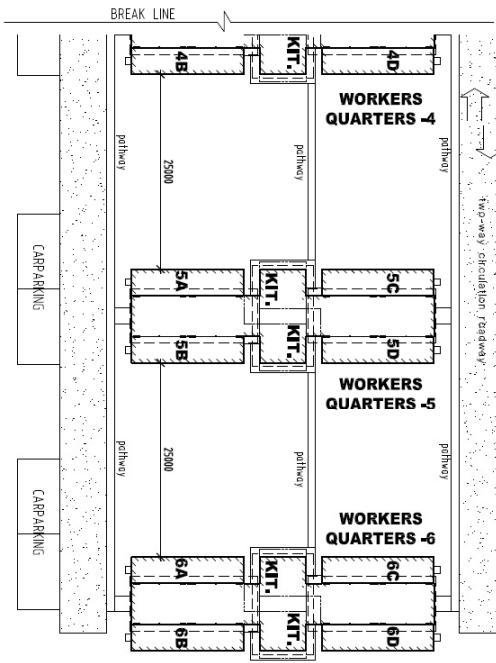 BREAK LINE
4B
KIT.
4D
WORKERS
QUARTERS -4
pathway
25000
pathway
pathway
two-way circulation roadway
CARPARKING
5A
KIT.
5C
5B
KIT.
5D
WORKERS
QUARTERS -5
pathway
25000
pathway
pathway
CARPARKING
WORKERS
QUARTERS -6
6A
KIT.
6C
6B
KIT.
6D